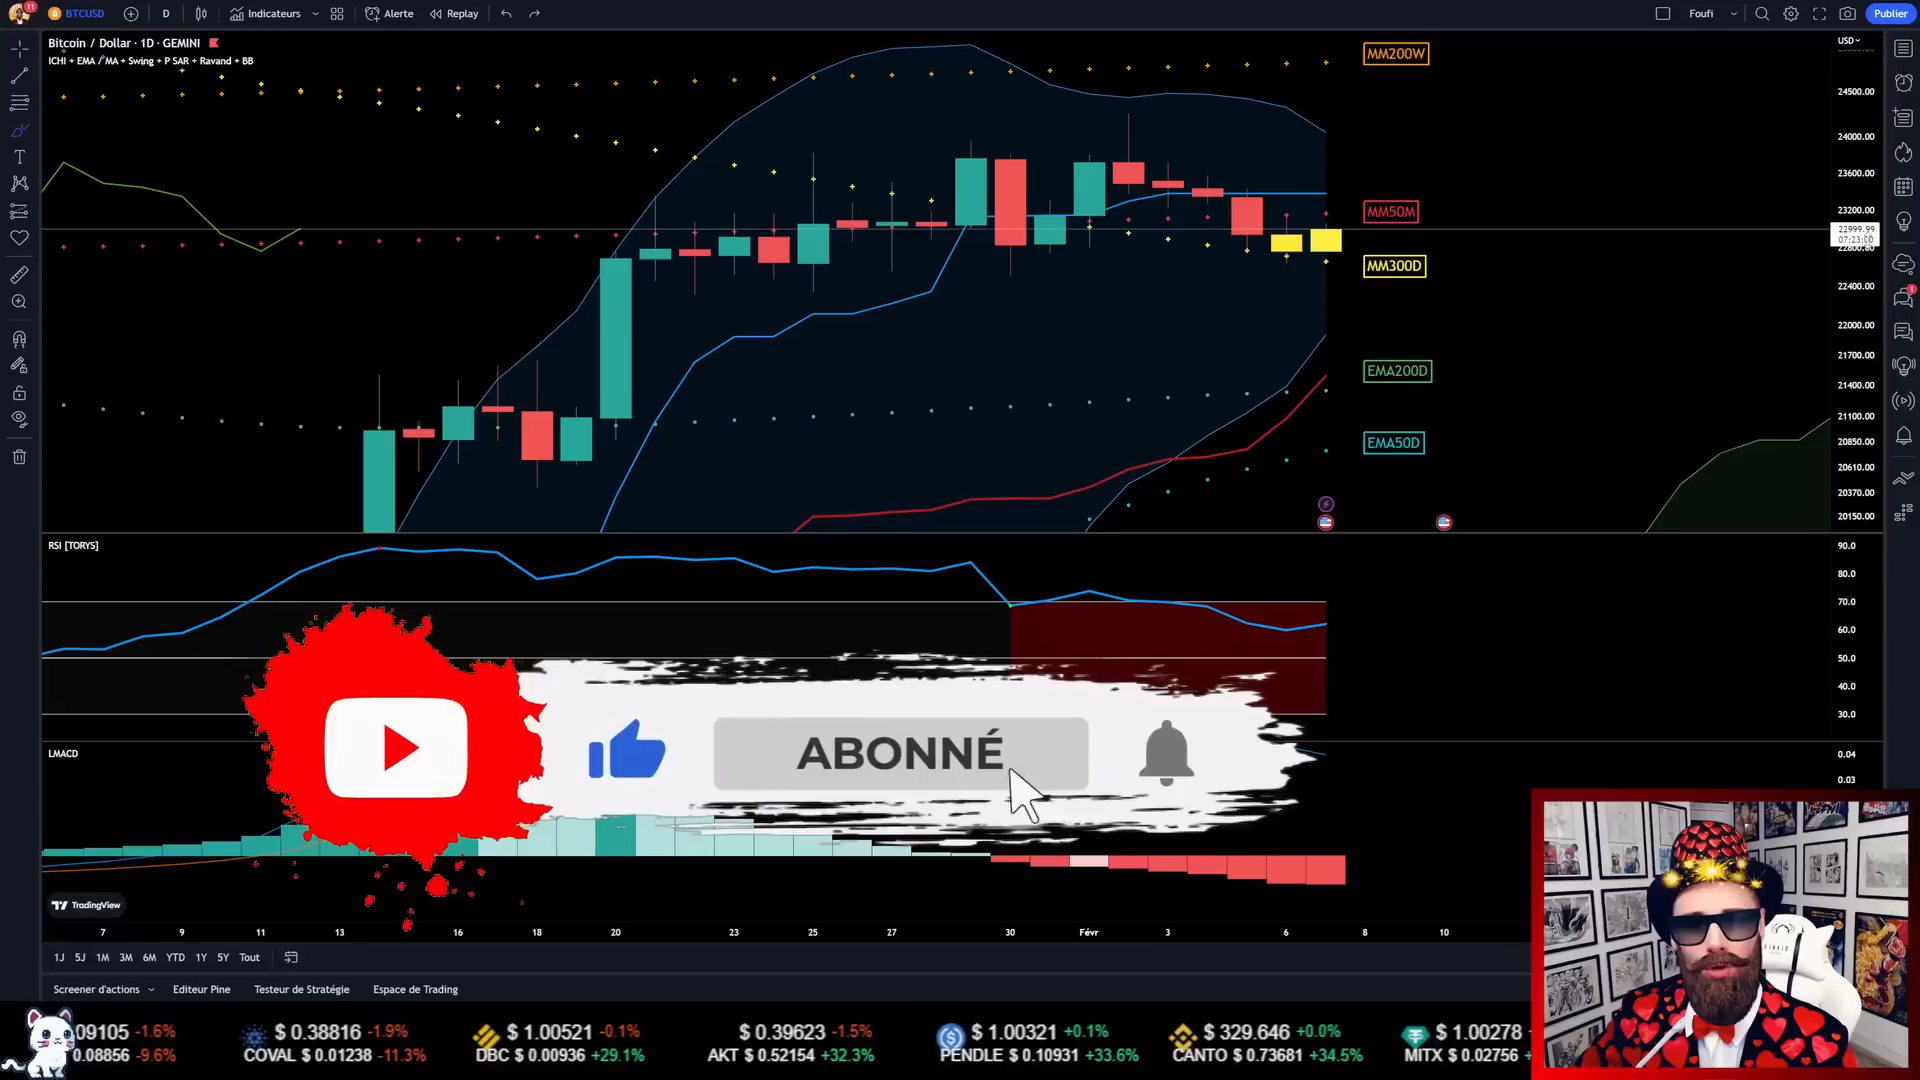 11 BTCUSD D Indicateurs Alerte Replay Foufi Publier
Bitcoin / Dollar · 1D · GEMINI
ICHI + EMA / MA + Swing + P SAR + Ravand + BB
USD
24500.00
24000.00
23600.00
23200.00
22999.99
07:23:00
22400.00
22000.00
21700.00
21400.00
21100.00
20850.00
20610.00
20370.00
20150.00
MM200W
MM50M
MM300D
EMA200D
EMA50D
RSI [TORYS]
90.0
80.0
70.0
60.0
50.0
40.0
30.0
LMACD
0.04
0.03
ABONNÉ
TradingView
7 9 11 13 16 18 20 23 25 27 30 Févr 3 6 8 10
1J 5J 1M 3M 6M YTD 1Y 5Y Tout
Screener d'actions Editeur Pine Testeur de Stratégie Espace de Trading
09105 -1.6% $ 0.38816 -1.9% $ 1.00521 -0.1% $ 0.39623 -1.5% $ 1.00321 +0.1% $ 329.646 +0.0% $ 1.00278
0.08856 -9.6% COVAL $ 0.01238 -11.3% DBC $ 0.00936 +29.1% AKT $ 0.52154 +32.3% PENDLE $ 0.10931 +33.6% CANTO $ 0.73681 +34.5% MITX $ 0.02756